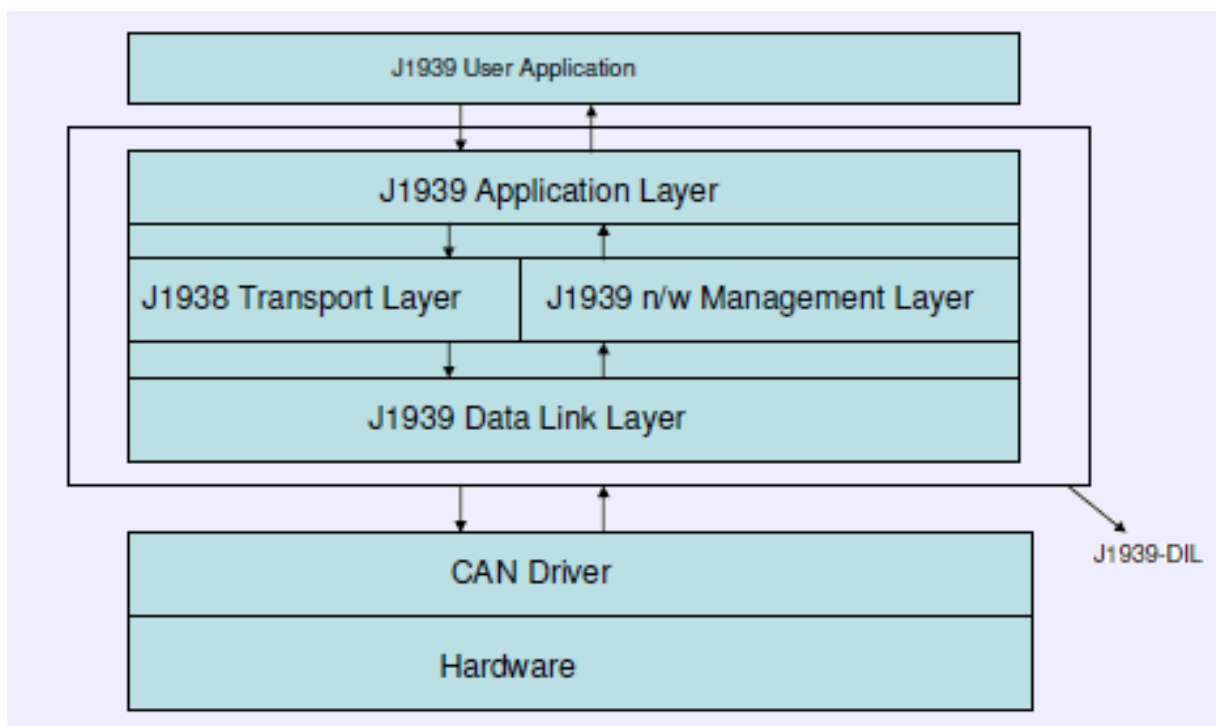 J1939 User Application
J1939 Application Layer
J1938 Transport Layer
J1939 n/w Management Layer
J1939 Data Link Layer
CAN Driver
J1939-DIL
Hardware